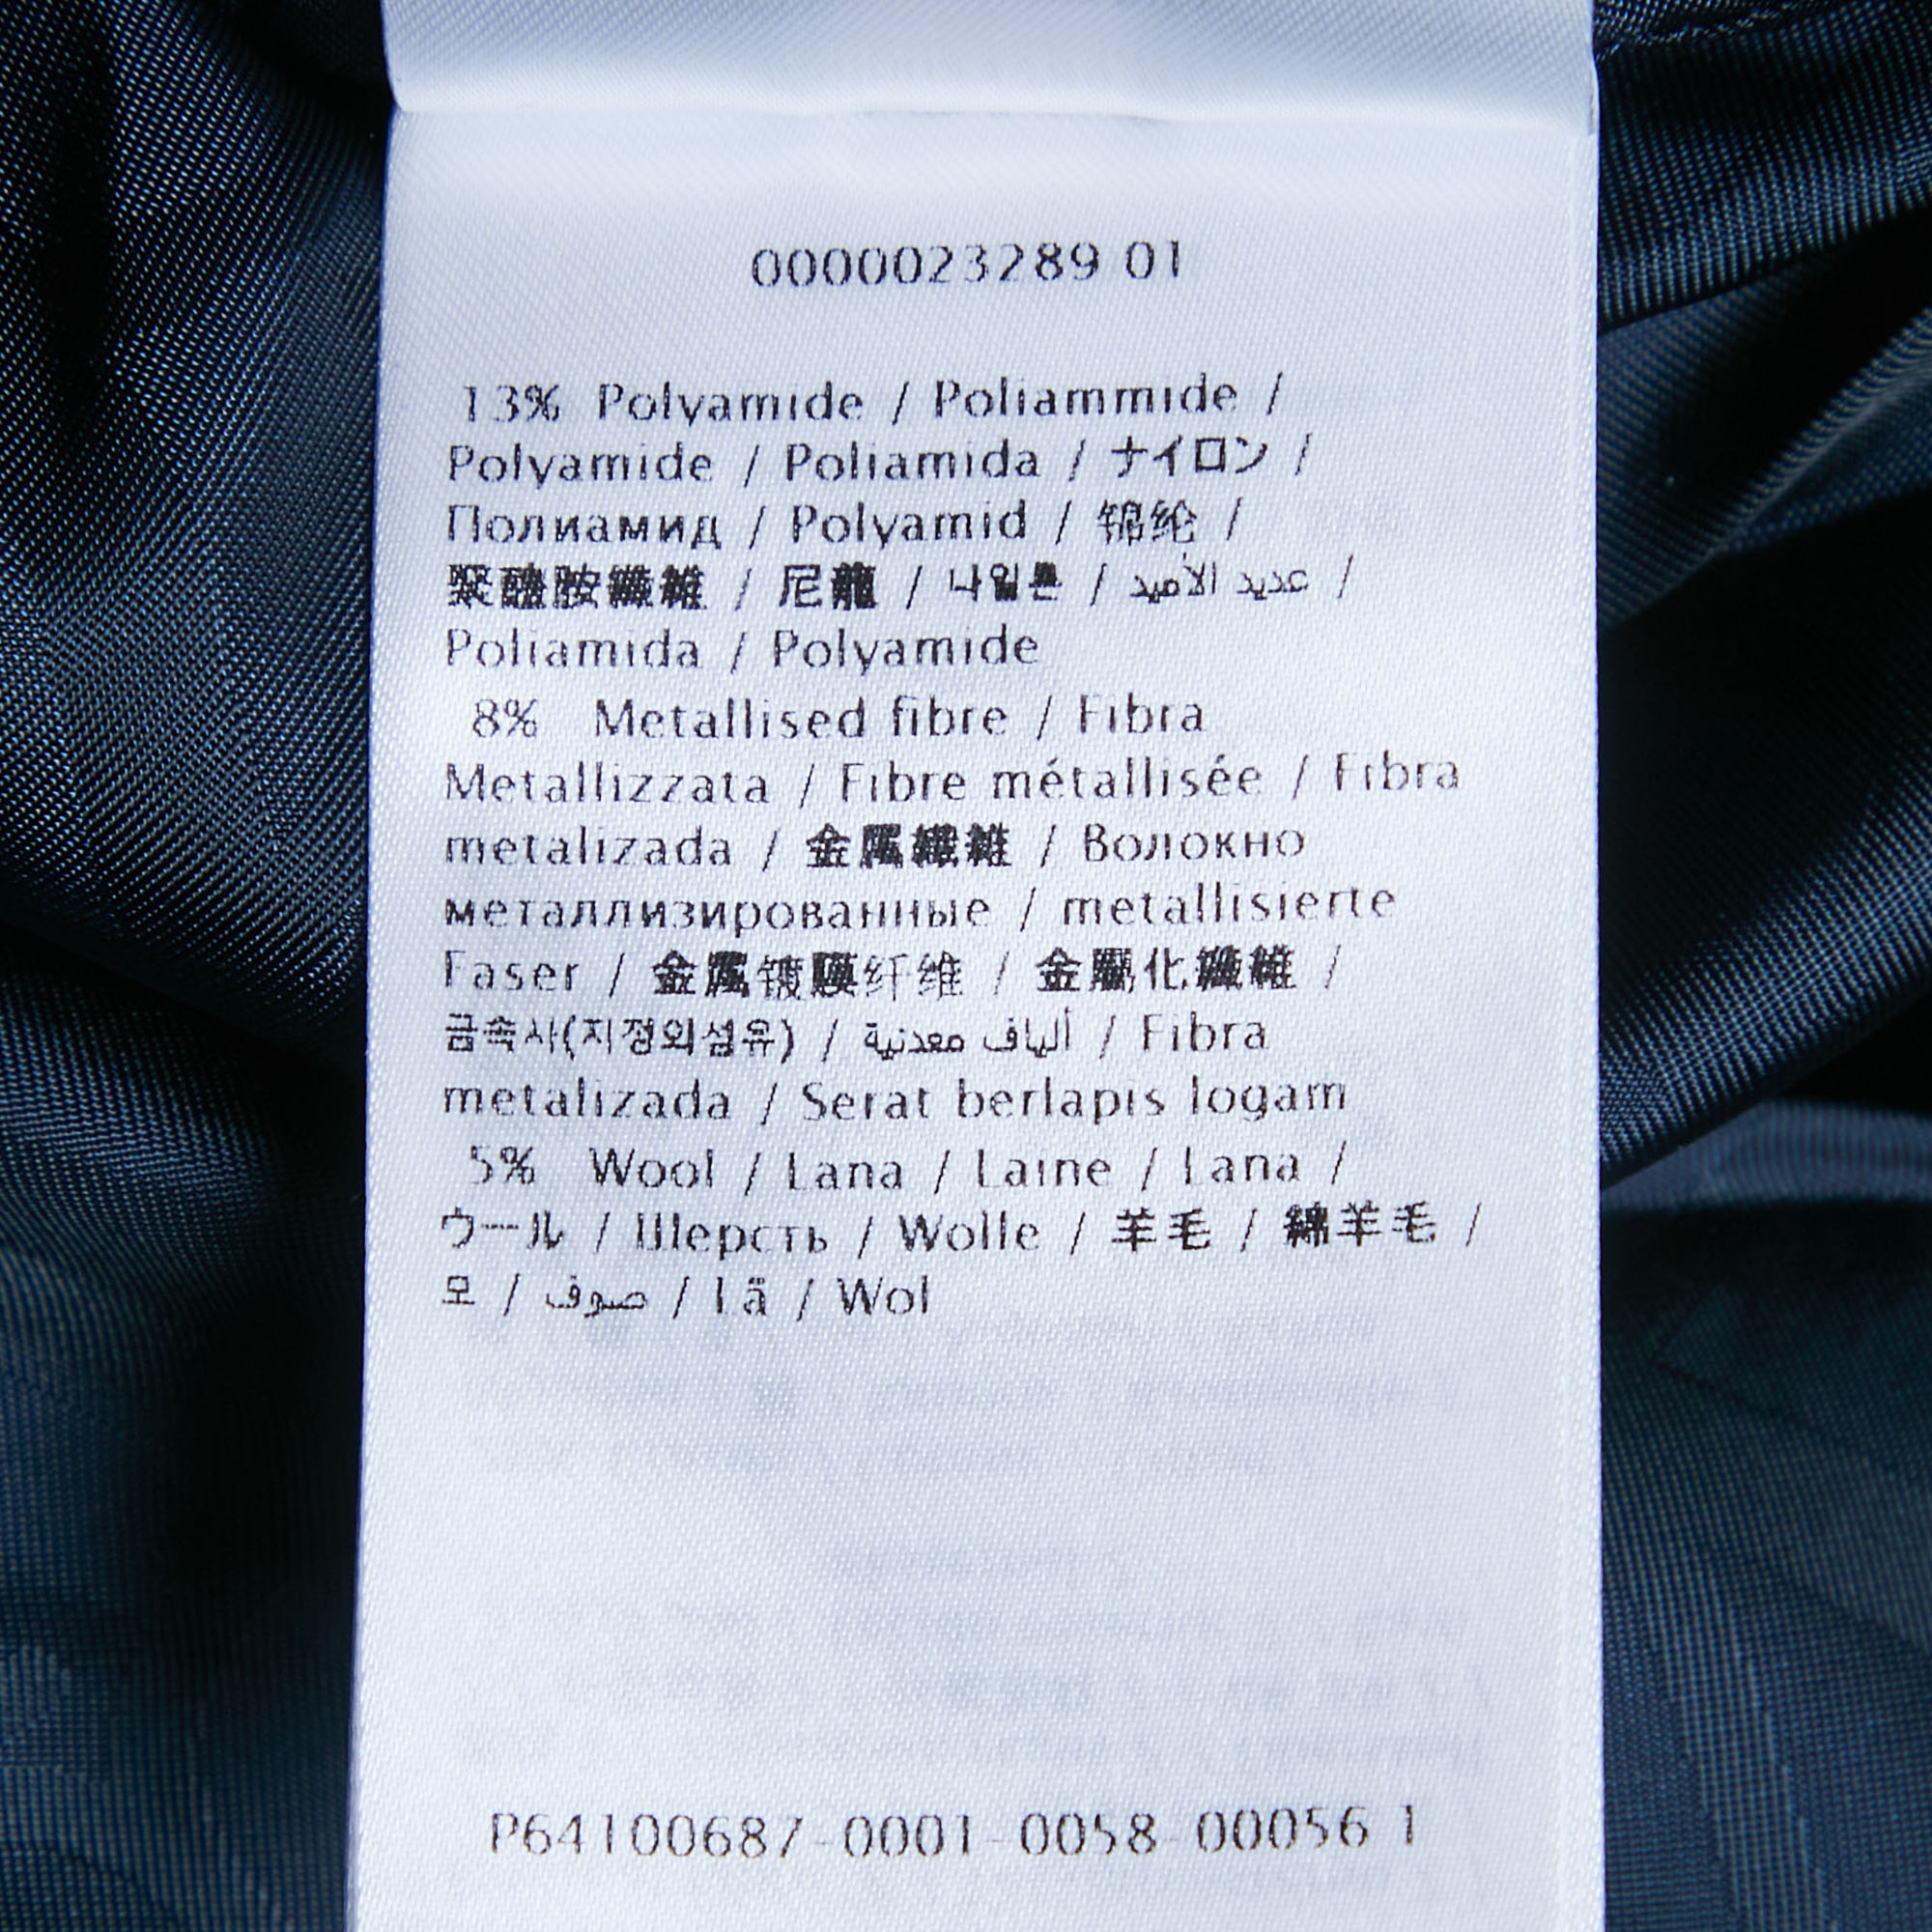 0000023289 01
13% Polyamide / Poliammide /
Polyamide / Poliamida / ナイロン /
Полиамид / Polyamid / 锦纶 /
聚醯胺纖維 / 尼龍 / 나일론 / عديد الأميد /
Poliamida / Polyamide
8% Metallised fibre / Fibra
Metallizzata / Fibre métallisée / Fibra
metalizada / 金属繊維 / Волокно
металлизированные / metallisierte
Faser / 金属镀膜纤维 / 金屬化纖維 /
금속사(지정외섬유) / ألياف معدنية / Fibra
metalizada / Serat berlapis logam
5% Wool / Lana / Laine / Lana /
ウール / Шерсть / Wolle / 羊毛 / 綿羊毛 /
모 / صوف / Lã / Wol
P64100687-0001-0058-00056 1